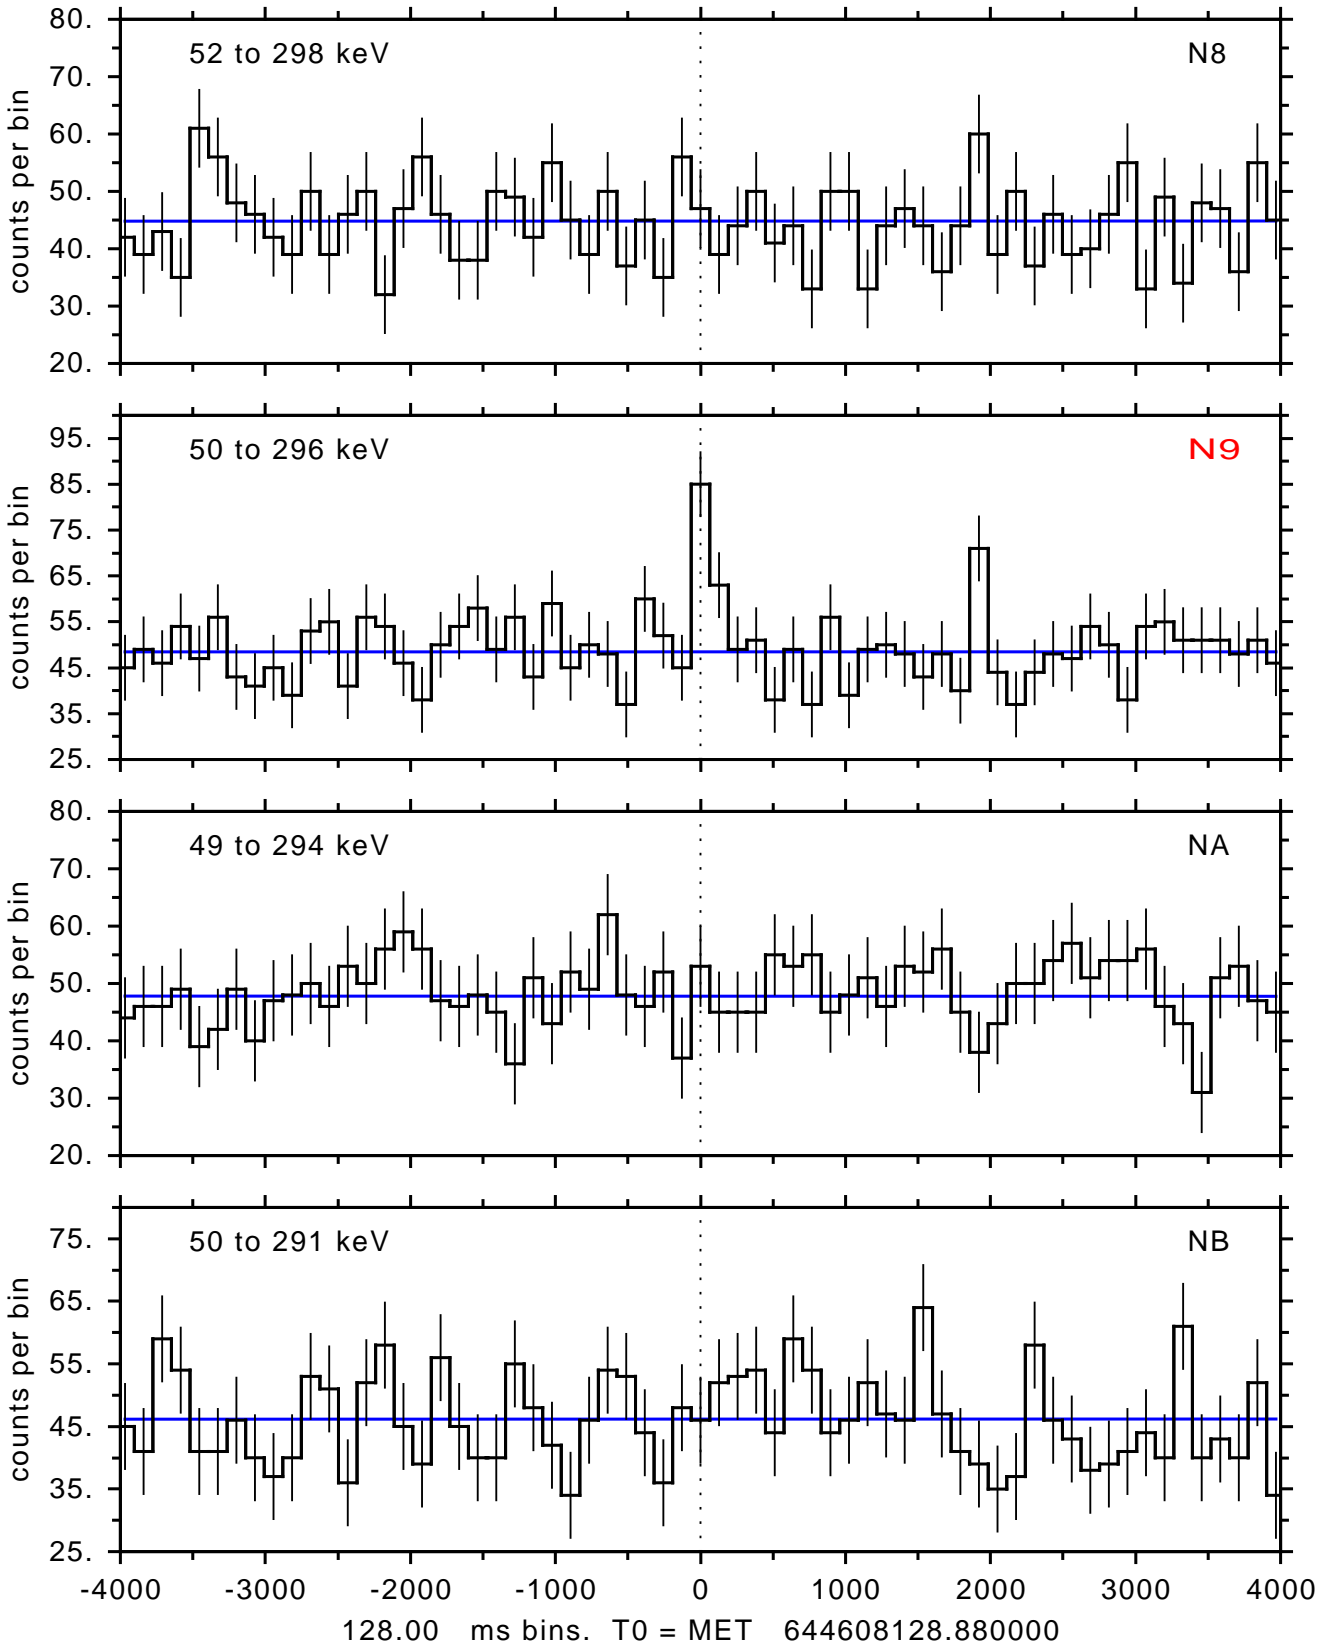 80.
70.
60.
50.
40.
30.
20.
counts per bin
52 to 298 keV
N8
95.
85.
75.
65.
55.
45.
35.
25.
counts per bin
50 to 296 keV
N9
80.
70.
60.
50.
40.
30.
20.
counts per bin
49 to 294 keV
NA
75.
65.
55.
45.
35.
25.
counts per bin
50 to 291 keV
NB
-4000 -3000 -2000 -1000 0 1000 2000 3000 4000
128.00 ms bins. T0 = MET 644608128.880000